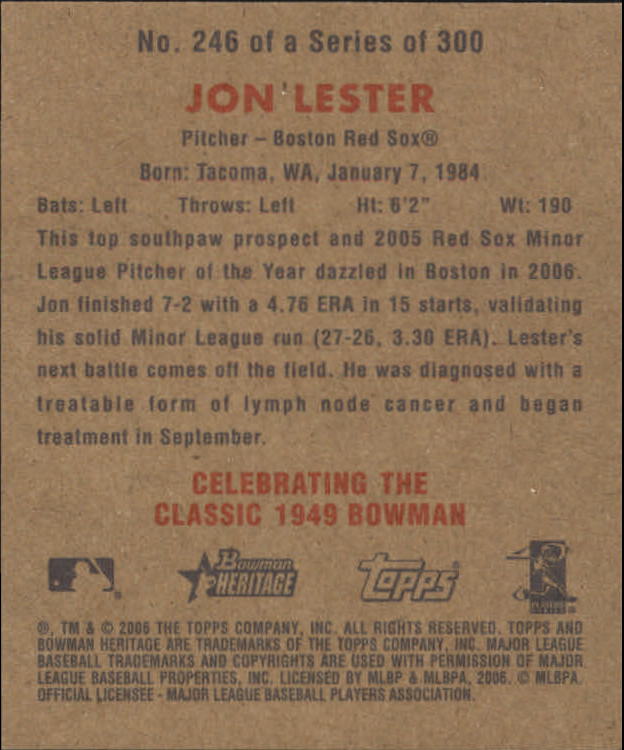 No. 246 of a Series of 300
JON LESTER
Pitcher – Boston Red Sox®
Born: Tacoma, WA, January 7, 1984
Bats: Left Throws: Left Ht: 6'2" Wt: 190
This top southpaw prospect and 2005 Red Sox Minor
League Pitcher of the Year dazzled in Boston in 2006.
Jon finished 7-2 with a 4.76 ERA in 15 starts, validating
his solid Minor League run (27-26, 3.30 ERA). Lester's
next battle comes off the field. He was diagnosed with a
treatable form of lymph node cancer and began
treatment in September.
CELEBRATING THE
CLASSIC 1949 BOWMAN
Bowman
HERITAGE
Topps
PLAYERS
®, TM & © 2006 THE TOPPS COMPANY, INC. ALL RIGHTS RESERVED. TOPPS AND
BOWMAN HERITAGE ARE TRADEMARKS OF THE TOPPS COMPANY, INC. MAJOR LEAGUE
BASEBALL TRADEMARKS AND COPYRIGHTS ARE USED WITH PERMISSION OF MAJOR
LEAGUE BASEBALL PROPERTIES, INC. LICENSED BY MLBP & MLBPA, 2006. © MLBPA
OFFICIAL LICENSEE - MAJOR LEAGUE BASEBALL PLAYERS ASSOCIATION.